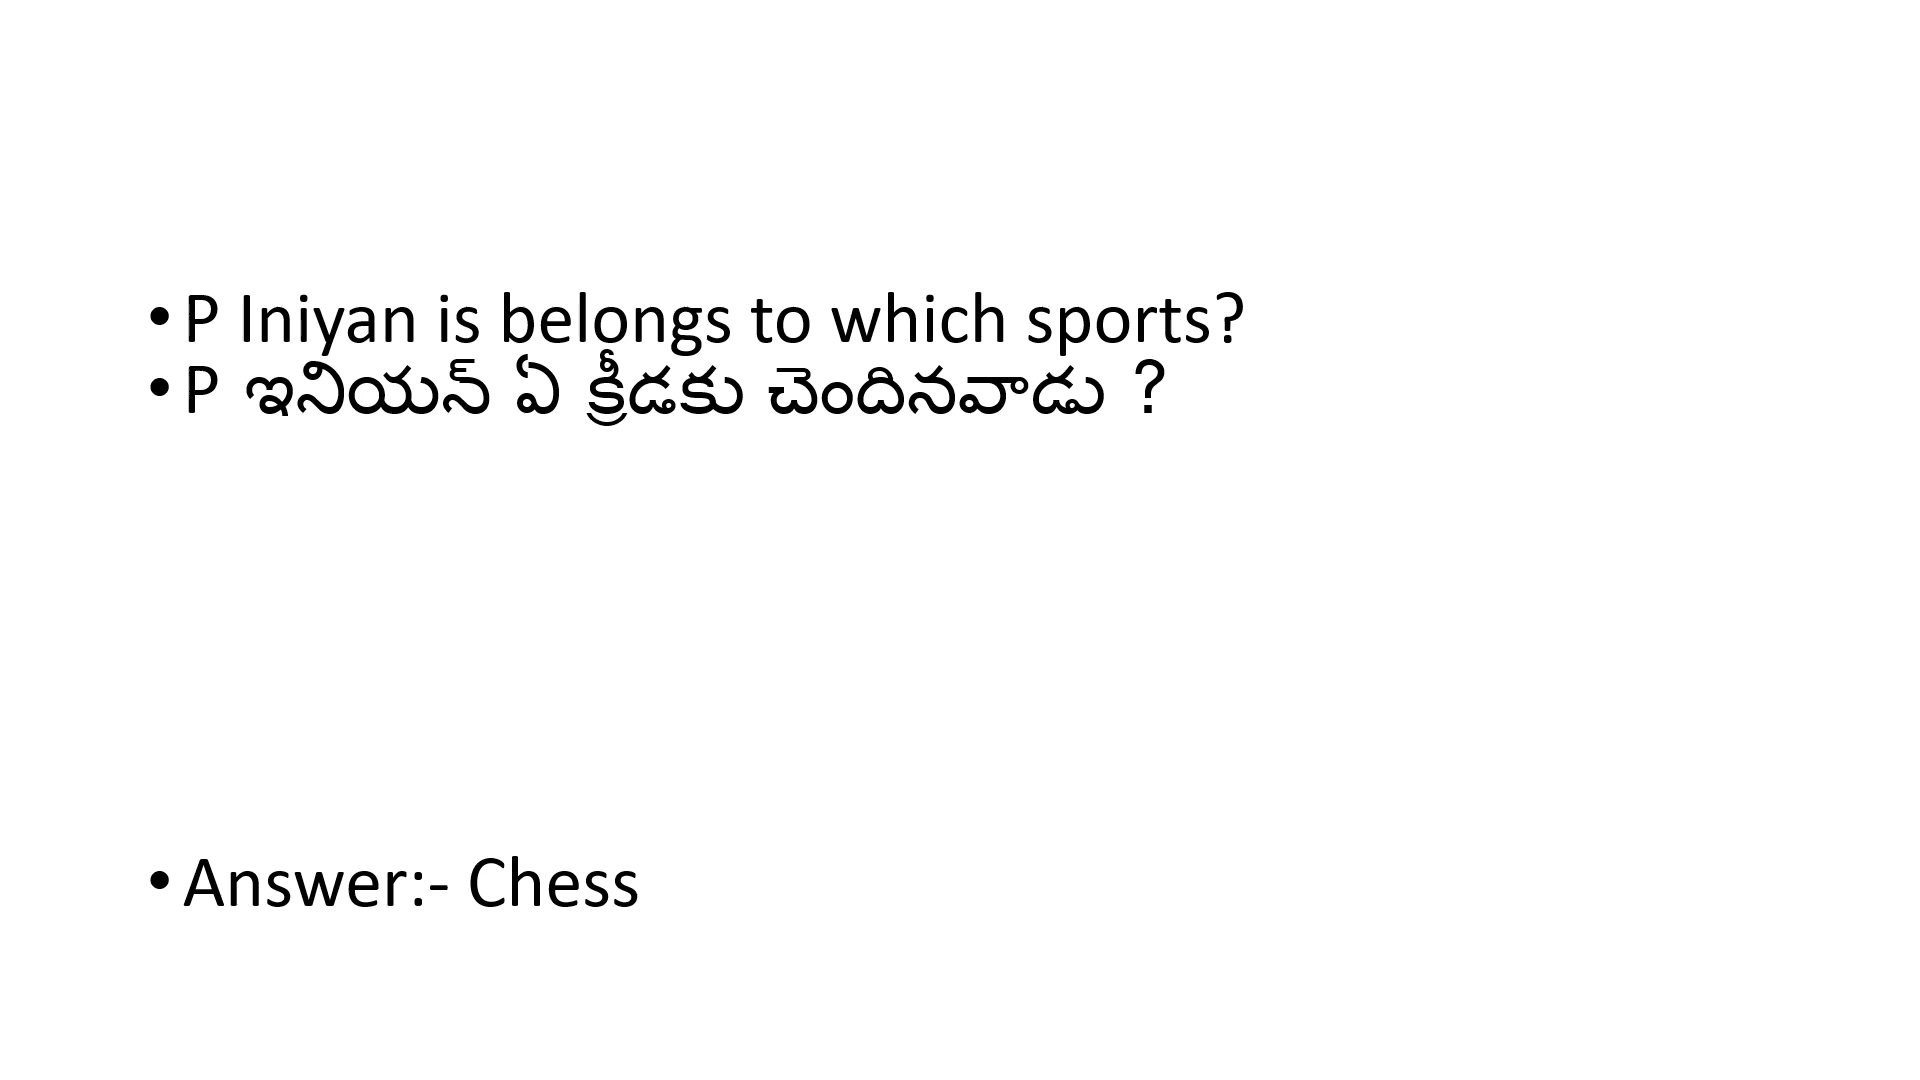 • P Iniyan is belongs to which sports?
• P ఇనియన్ ఏ క్రీడకు చెందినవాడు ?
• Answer:- Chess